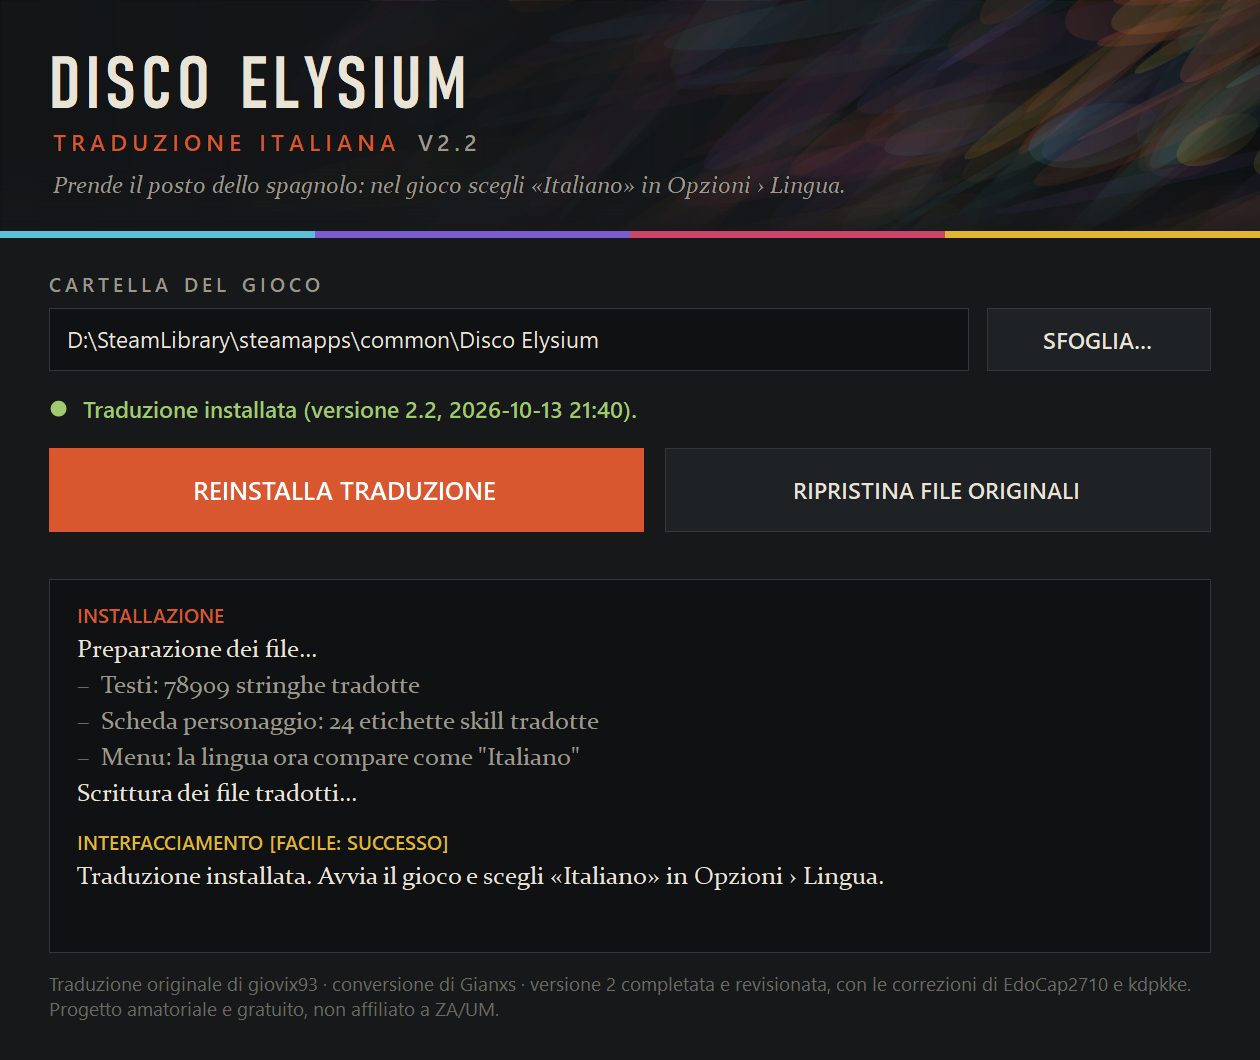 DISCO ELYSIUM
TRADUZIONE ITALIANA V2.2
Prende il posto dello spagnolo: nel gioco scegli «Italiano» in Opzioni › Lingua.
CARTELLA DEL GIOCO
D:\SteamLibrary\steamapps\common\Disco Elysium
SFOGLIA...
Traduzione installata (versione 2.2, 2026-10-13 21:40).
REINSTALLA TRADUZIONE
RIPRISTINA FILE ORIGINALI
INSTALLAZIONE
Preparazione dei file...
– Testi: 78909 stringhe tradotte
– Scheda personaggio: 24 etichette skill tradotte
– Menu: la lingua ora compare come "Italiano"
Scrittura dei file tradotti...
INTERFACCIAMENTO [FACILE: SUCCESSO]
Traduzione installata. Avvia il gioco e scegli «Italiano» in Opzioni › Lingua.
Traduzione originale di giovix93 · conversione di Gianxs · versione 2 completata e revisionata, con le correzioni di EdoCap2710 e kdpkke.
Progetto amatoriale e gratuito, non affiliato a ZA/UM.